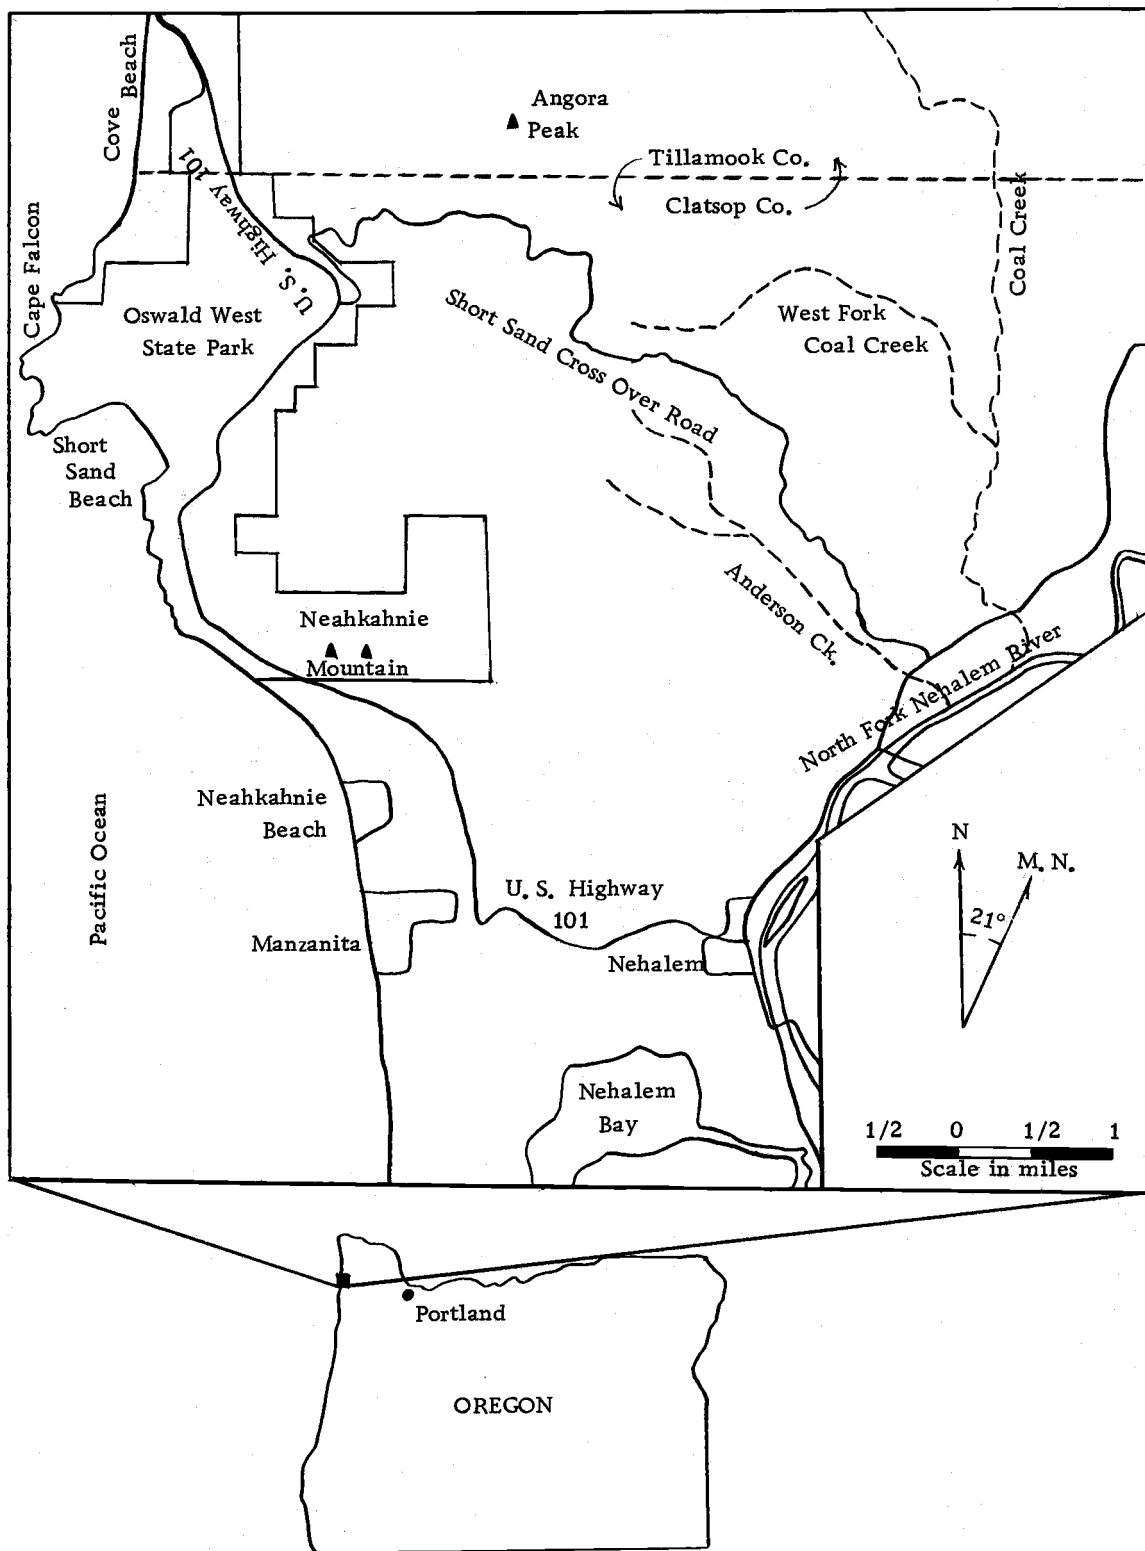 Cove
Beach
Angora
Peak
Tillamook Co.
Clatsop Co.
U. S. Highway 101
Coal Creek
Cape Falcon
Oswald West
State Park
Short Sand Cross Over Road
West Fork
Coal Creek
Short
Sand
Beach
Anderson Ck.
Neahkahnie
Mountain
North Fork Nehalem River
Neahkahnie
Beach
Pacific Ocean
N
M. N.
21°
U. S. Highway
101
Manzanita
Nehalem
Nehalem
Bay
1/2 0 1/2 1
Scale in miles
Portland
OREGON